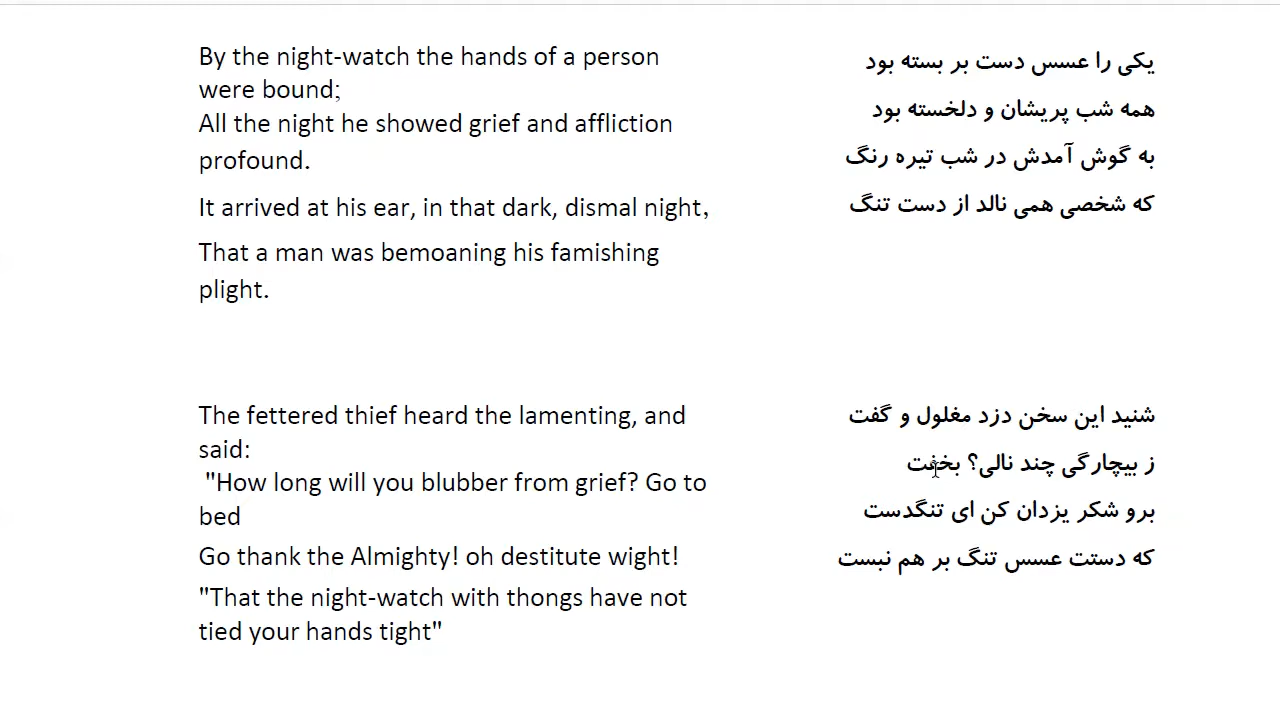 By the night-watch the hands of a person
were bound;
All the night he showed grief and affliction
profound.
It arrived at his ear, in that dark, dismal night,
That a man was bemoaning his famishing
plight.
The fettered thief heard the lamenting, and
said:
"How long will you blubber from grief? Go to
bed
Go thank the Almighty! oh destitute wight!
"That the night-watch with thongs have not
tied your hands tight"
یکی را عسس دست بر بسته بود
همه شب پریشان و دلخسته بود
به گوش آمدش در شب تیره رنگ
که شخصی همی نالد از دست تنگ
شنید این سخن دزد مغلول و گفت
ز بیچارگی چند نالی؟ بخفت
برو شکر یزدان کن ای تنگدست
که دستت عسس تنگ بر هم نبست